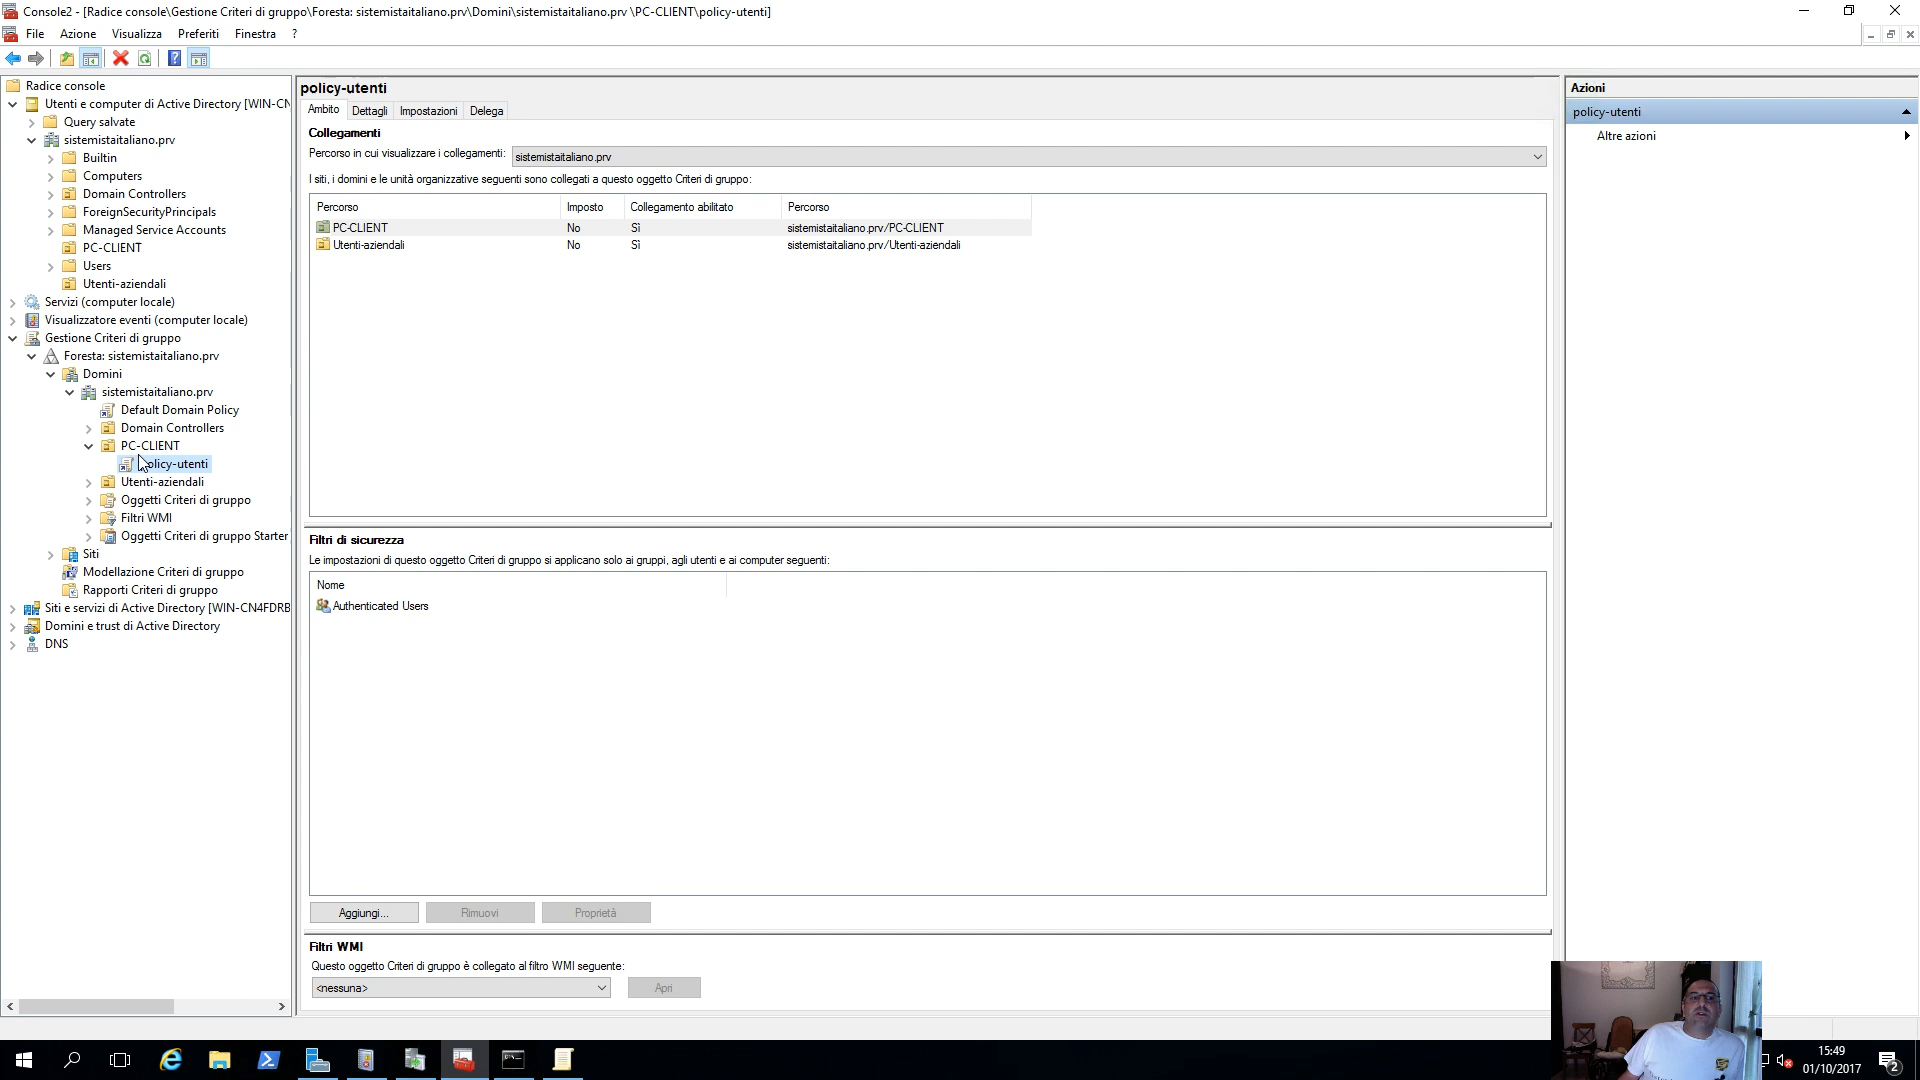 Console2 - [Radice console\Gestione Criteri di gruppo\Foresta: sistemistaitaliano.prv\Domini\sistemistaitaliano.prv \PC-CLIENT\policy-utenti]
File Azione Visualizza Preferiti Finestra ?
Radice console
Utenti e computer di Active Directory [WIN-CN
Query salvate
sistemistaitaliano.prv
Builtin
Computers
Domain Controllers
ForeignSecurityPrincipals
Managed Service Accounts
PC-CLIENT
Users
Utenti-aziendali
Servizi (computer locale)
Visualizzatore eventi (computer locale)
Gestione Criteri di gruppo
Foresta: sistemistaitaliano.prv
Domini
sistemistaitaliano.prv
Default Domain Policy
Domain Controllers
PC-CLIENT
olicy-utenti
Utenti-aziendali
Oggetti Criteri di gruppo
Filtri WMI
Oggetti Criteri di gruppo Starter
Siti
Modellazione Criteri di gruppo
Rapporti Criteri di gruppo
Siti e servizi di Active Directory [WIN-CN4FDRB
Domini e trust di Active Directory
DNS
policy-utenti
Ambito Dettagli Impostazioni Delega
Collegamenti
Percorso in cui visualizzare i collegamenti: sistemistaitaliano.prv
I siti, i domini e le unità organizzative seguenti sono collegati a questo oggetto Criteri di gruppo:
Percorso Imposto Collegamento abilitato Percorso
PC-CLIENT No Sì sistemistaitaliano.prv/PC-CLIENT
Utenti-aziendali No Sì sistemistaitaliano.prv/Utenti-aziendali
Filtri di sicurezza
Le impostazioni di questo oggetto Criteri di gruppo si applicano solo ai gruppi, agli utenti e ai computer seguenti:
Nome
Authenticated Users
Aggiungi... Rimuovi Proprietà
Filtri WMI
Questo oggetto Criteri di gruppo è collegato al filtro WMI seguente:
<nessuna> Apri
Azioni
policy-utenti
Altre azioni
15:49
01/10/2017
2